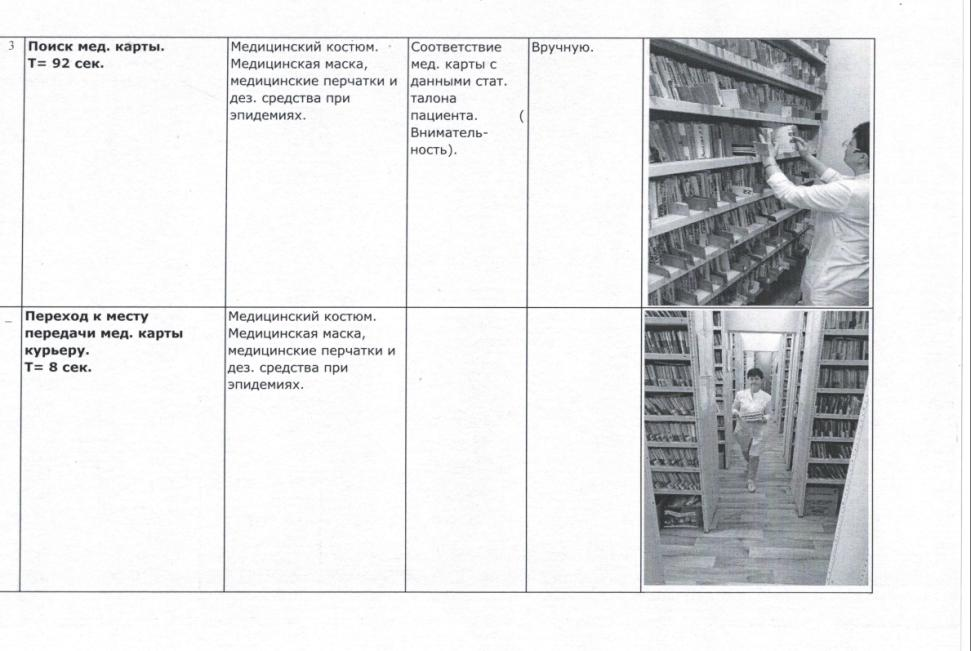 3
Поиск мед. карты.
Т= 92 сек.
Медицинский костюм.
Медицинская маска,
медицинские перчатки и
дез. средства при
эпидемиях.
Соответствие
мед. карты с
данными стат.
талона
пациента. (
Вниматель-
ность).
Вручную.
Переход к месту
передачи мед. карты
курьеру.
Т= 8 сек.
Медицинский костюм.
Медицинская маска,
медицинские перчатки и
дез. средства при
эпидемиях.